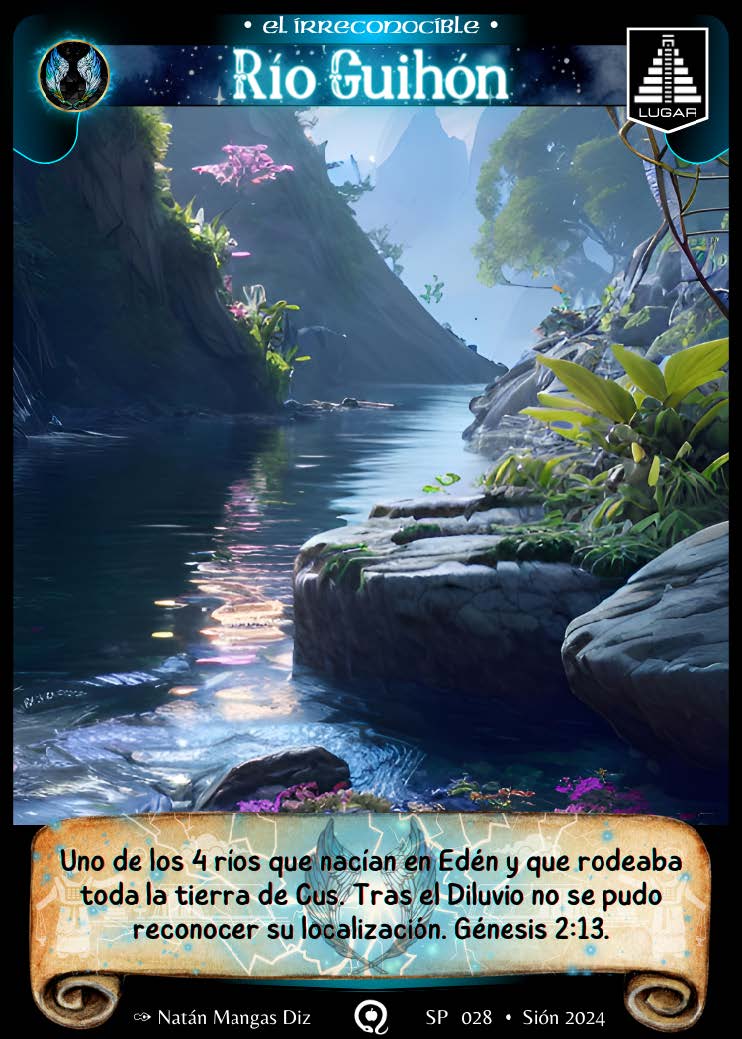 • el irreconocible •
Río Guihón
LUGAR
Uno de los 4 ríos que nacían en Edén y que rodeaba
toda la tierra de Cus. Tras el Diluvio no se pudo
reconocer su localización. Génesis 2:13.
Natán Mangas Diz SP 028 • Sión 2024